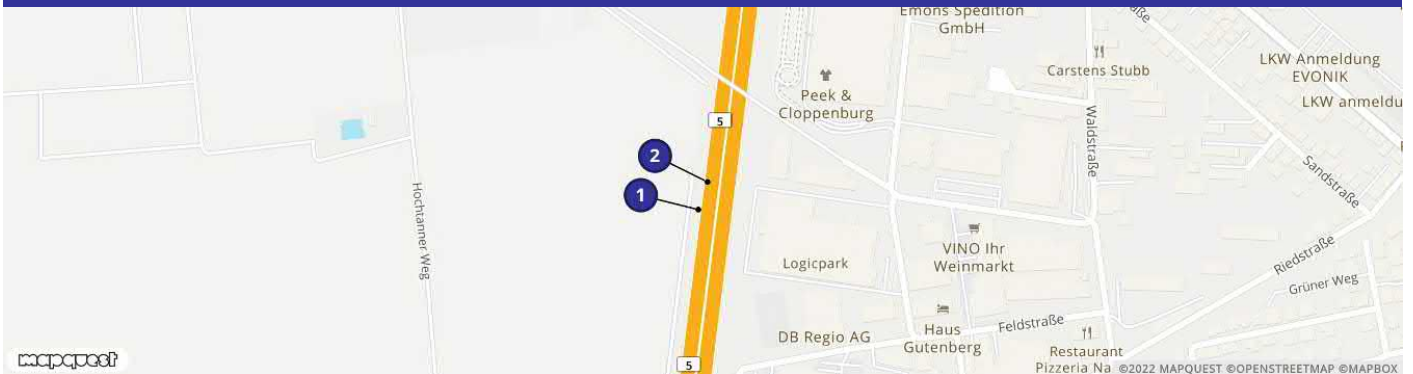 Emons Spedition
GmbH
Carstens Stubb
LKW Anmeldung
EVONIK
LKW anmeldu
Peek &
Cloppenburg
5
Waldstraße
Sandstraße
2
1
Hochtanner Weg
VINO Ihr
Weinmarkt
Logicpark
Riedstraße
Grüner Weg
Feldstraße
DB Regio AG
Haus
Gutenberg
Restaurant
Pizzeria Na
5
mapquest
©2022 MAPQUEST ©OPENSTREETMAP ©MAPBOX